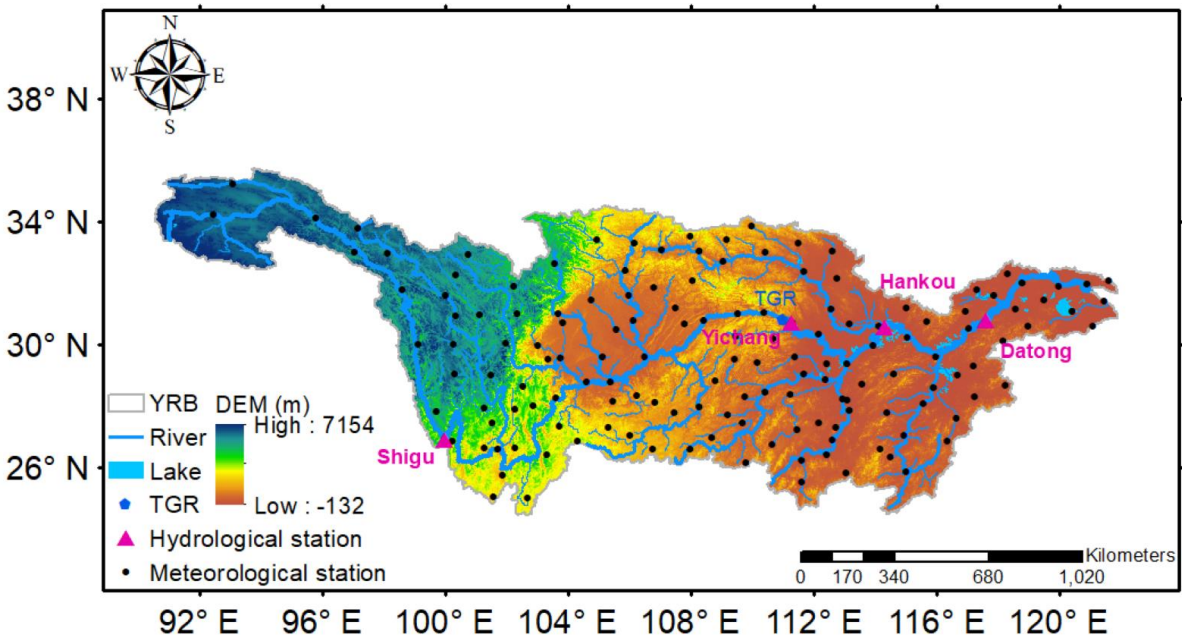 N
W E
S
38° N
34° N
30° N
26° N
Hankou
TGR
Yichang
Datong
Shigu
YRB DEM (m)
River High : 7154
Lake
TGR Low : -132
Hydrological station
Meteorological station
Kilometers
0 170 340 680 1,020
92° E 96° E 100° E 104° E 108° E 112° E 116° E 120° E